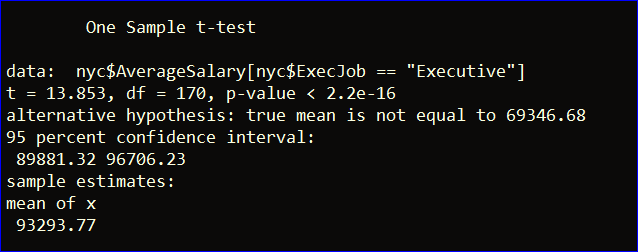 One Sample t-test
data:  nyc$AverageSalary[nyc$ExecJob == "Executive"]
t = 13.853, df = 170, p-value < 2.2e-16
alternative hypothesis: true mean is not equal to 69346.68
95 percent confidence interval:
 89881.32 96706.23
sample estimates:
mean of x
 93293.77